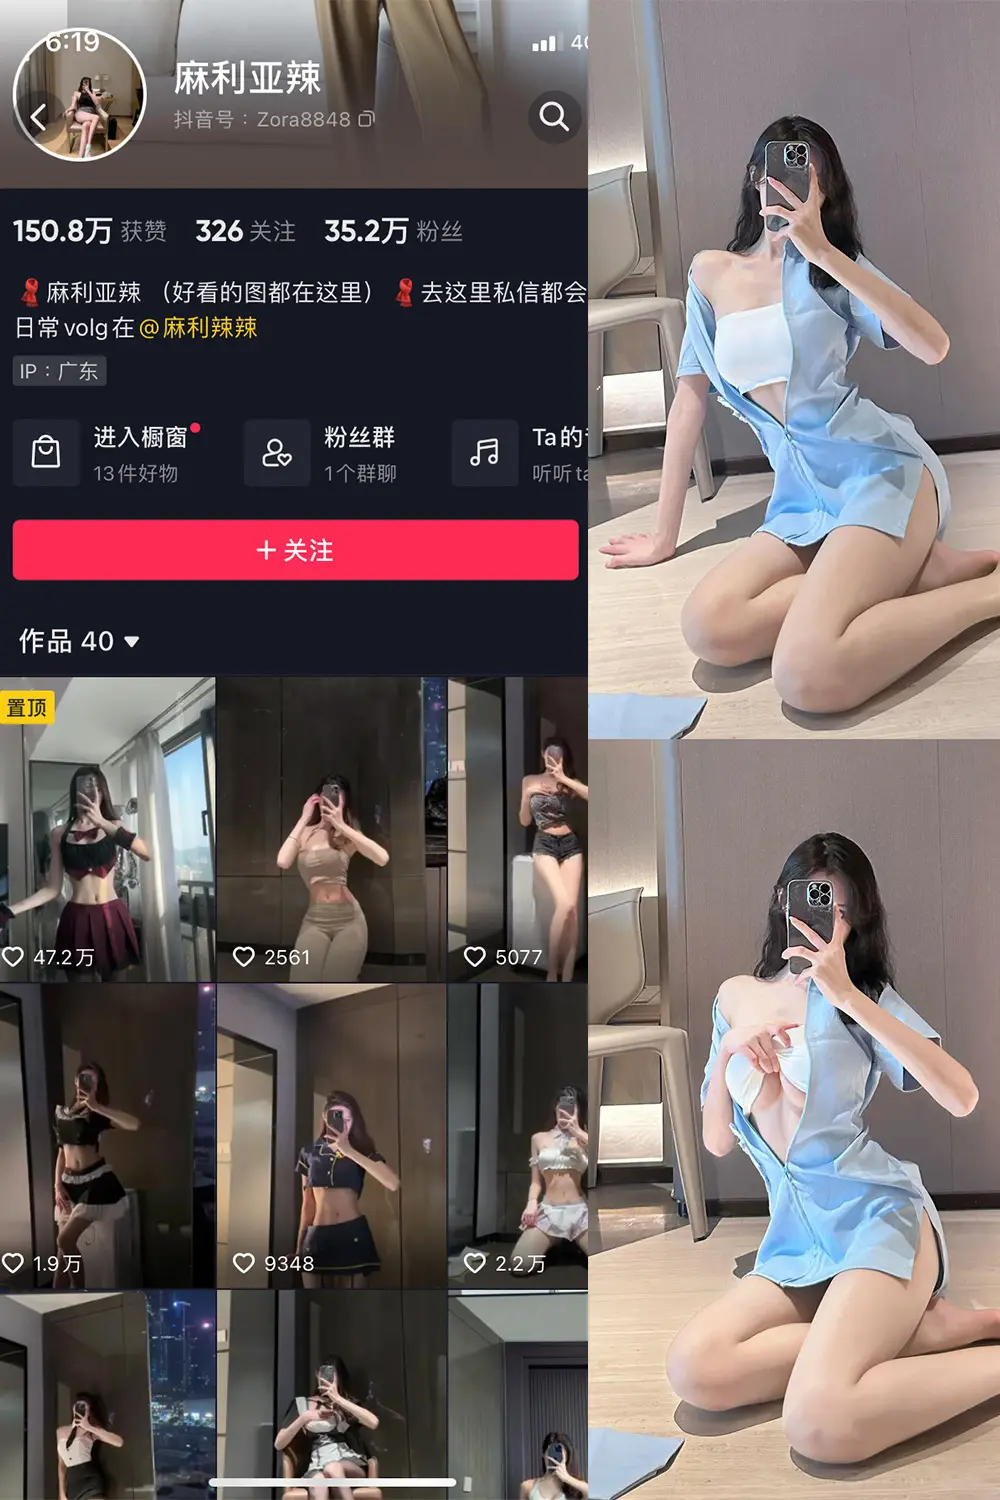 6:19
麻利亚辣
抖音号：Zora8848
150.8万 获赞 326 关注 35.2万 粉丝
麻利亚辣 （好看的图都在这里） 去这里私信都会
日常volg在@麻利辣辣
IP：广东
进入橱窗 粉丝群 Ta的
13件好物 1个群聊 听听ta
+ 关注
作品 40
置顶
47.2万 2561 5077
1.9万 9348 2.2万